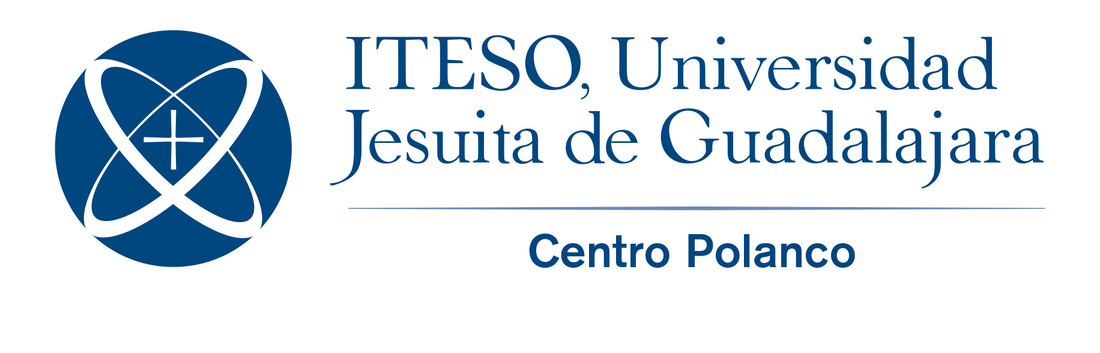 ITESO, Universidad
Jesuita de Guadalajara
Centro Polanco